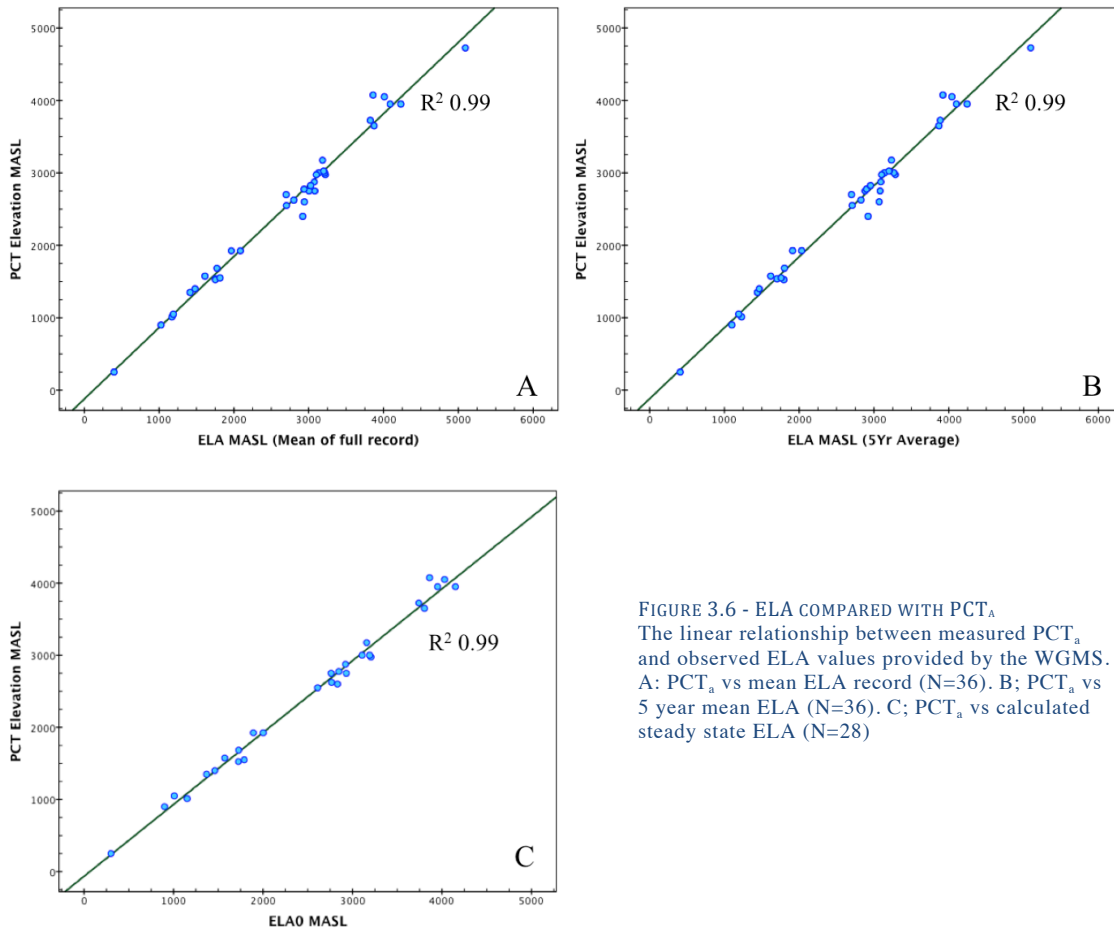 5000
4000
3000
2000
1000
0
PCT Elevation MASL
R² 0.99
A
0 1000 2000 3000 4000 5000 6000
ELA MASL (Mean of full record)
5000
4000
3000
2000
1000
0
PCT Elevation MASL
R² 0.99
B
0 1000 2000 3000 4000 5000 6000
ELA MASL (5Yr Average)
5000
4000
3000
2000
1000
0
PCT Elevation MASL
R² 0.99
C
0 1000 2000 3000 4000 5000
ELA0 MASL
FIGURE 3.6 - ELA COMPARED WITH PCTA
The linear relationship between measured PCTa
and observed ELA values provided by the WGMS.
A: PCTa vs mean ELA record (N=36). B; PCTa vs
5 year mean ELA (N=36). C; PCTa vs calculated
steady state ELA (N=28)